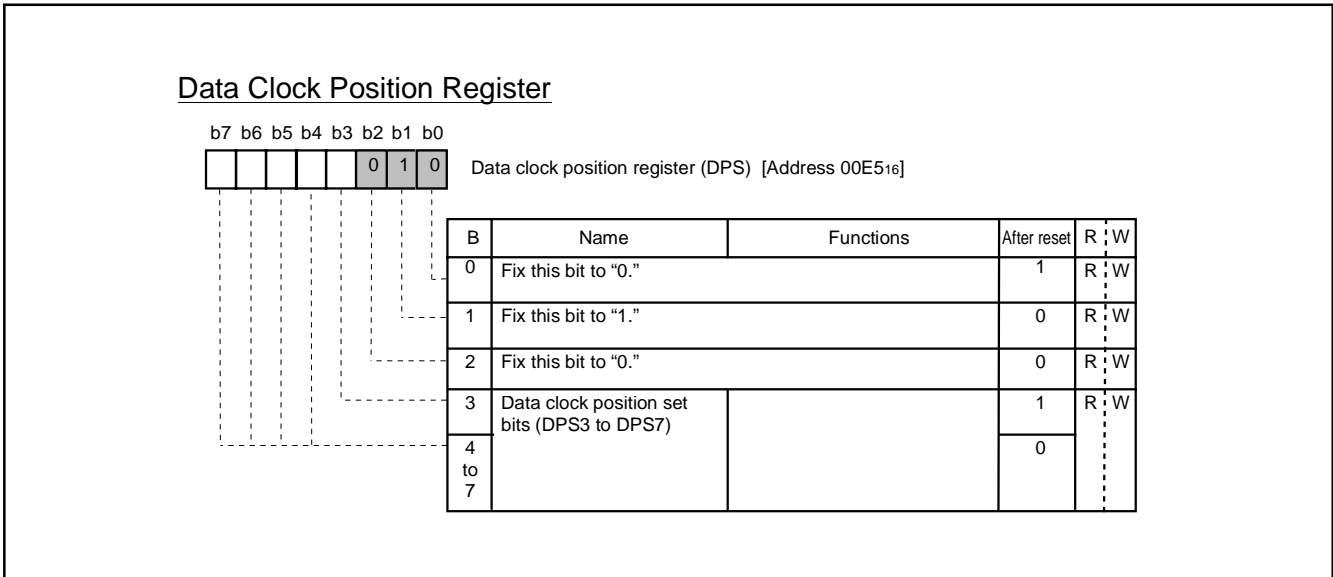 Data Clock Position Register
b7 b6 b5 b4 b3 b2 b1 b0
0 1 0
Data clock position register (DPS) [Address 00E516]
B Name Functions After reset R W
0 Fix this bit to “0.” 1 R W
1 Fix this bit to “1.” 0 R W
2 Fix this bit to “0.” 0 R W
3 Data clock position set 1 R W
bits (DPS3 to DPS7)
4 0
to
7